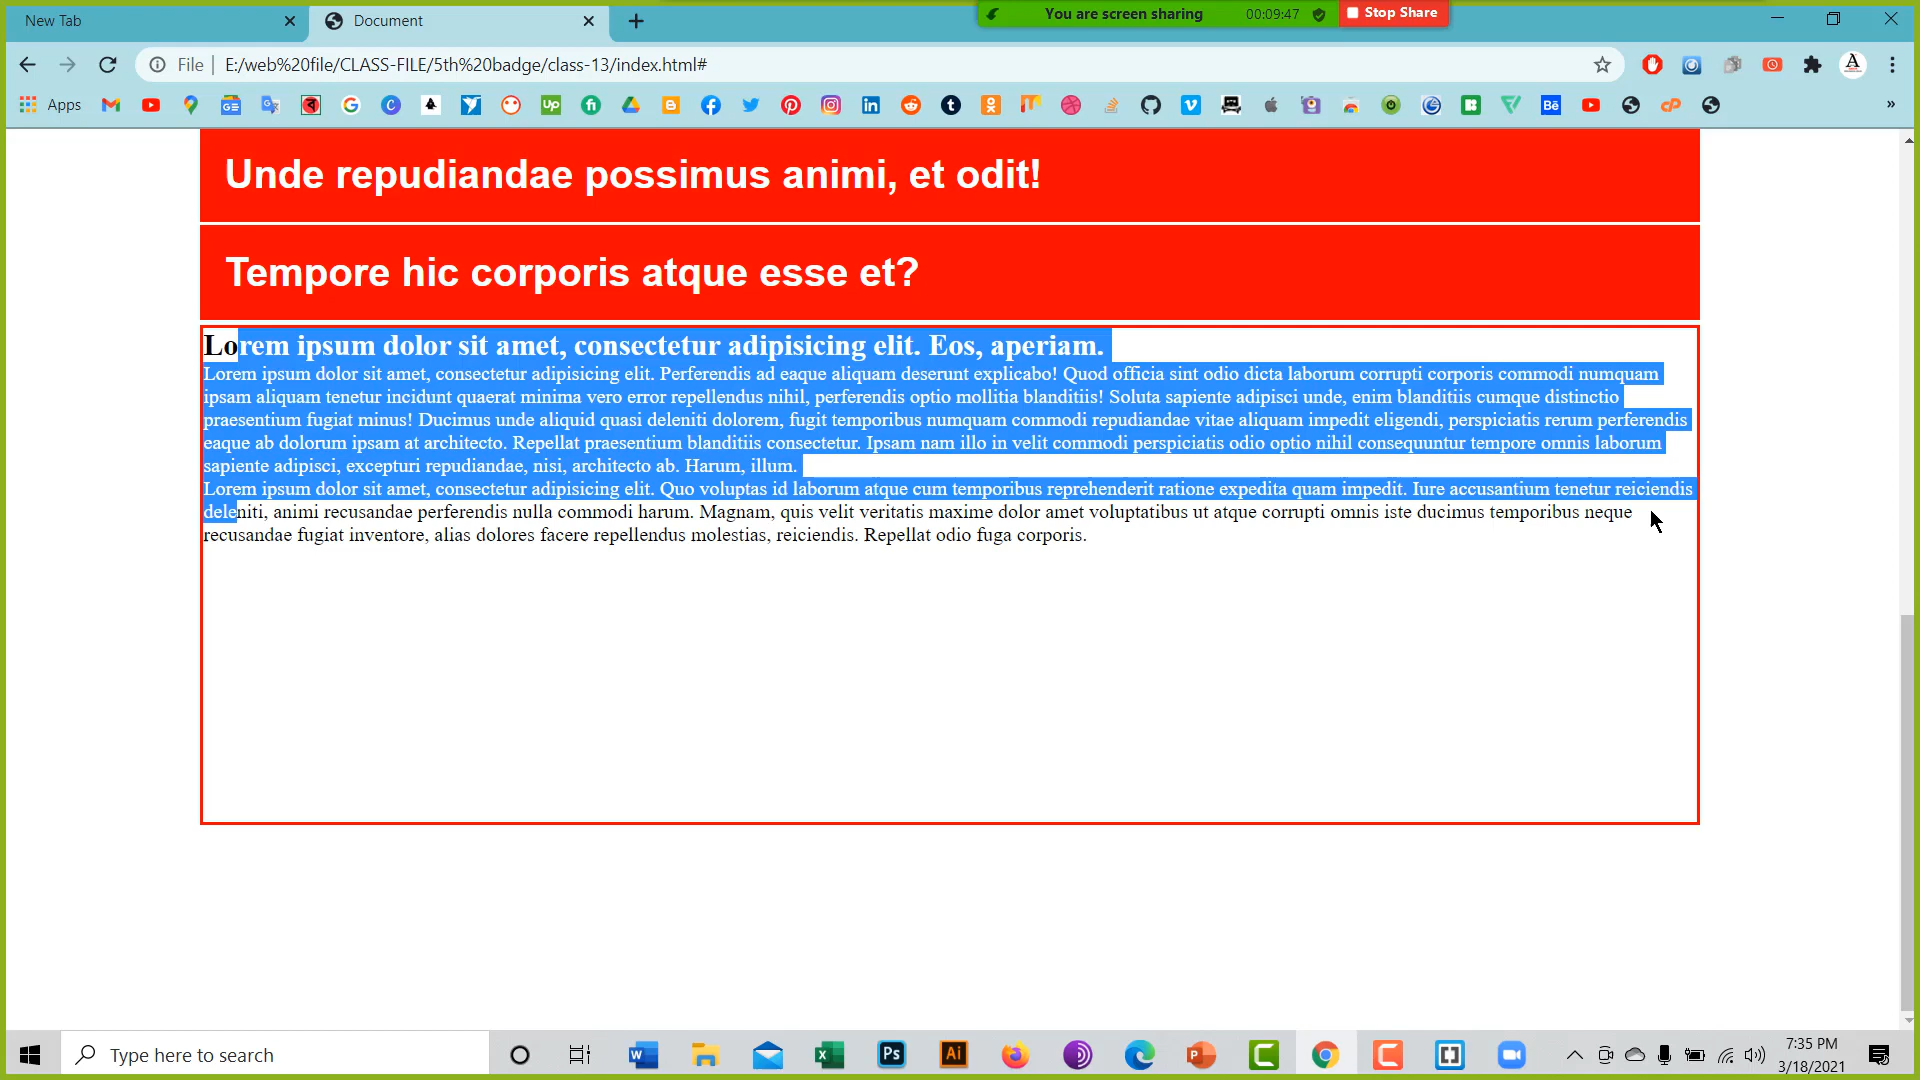 New Tab
Document
You are screen sharing 00:09:47 Stop Share
File E:/web%20file/CLASS-FILE/5th%20badge/class-13/index.html#
Apps
Unde repudiandae possimus animi, et odit!
Tempore hic corporis atque esse et?
Lorem ipsum dolor sit amet, consectetur adipisicing elit. Eos, aperiam.
Lorem ipsum dolor sit amet, consectetur adipisicing elit. Perferendis ad eaque aliquam deserunt explicabo! Quod officia sint odio dicta laborum corrupti corporis commodi numquam
ipsam aliquam tenetur incidunt quaerat minima vero error repellendus nihil, perferendis optio mollitia blanditiis! Soluta sapiente adipisci unde, enim blanditiis cumque distinctio
praesentium fugiat minus! Ducimus unde aliquid quasi deleniti dolorem, fugit temporibus numquam commodi repudiandae vitae aliquam impedit eligendi, perspiciatis rerum perferendis
eaque ab dolorum ipsam at architecto. Repellat praesentium blanditiis consectetur. Ipsam nam illo in velit commodi perspiciatis odio optio nihil consequuntur tempore omnis laborum
sapiente adipisci, excepturi repudiandae, nisi, architecto ab. Harum, illum.
Lorem ipsum dolor sit amet, consectetur adipisicing elit. Quo voluptas id laborum atque cum temporibus reprehenderit ratione expedita quam impedit. Iure accusantium tenetur reiciendis
deleniti, animi recusandae perferendis nulla commodi harum. Magnam, quis velit veritatis maxime dolor amet voluptatibus ut atque corrupti omnis iste ducimus temporibus neque
recusandae fugiat inventore, alias dolores facere repellendus molestias, reiciendis. Repellat odio fuga corporis.
Type here to search
7:35 PM
3/18/2021